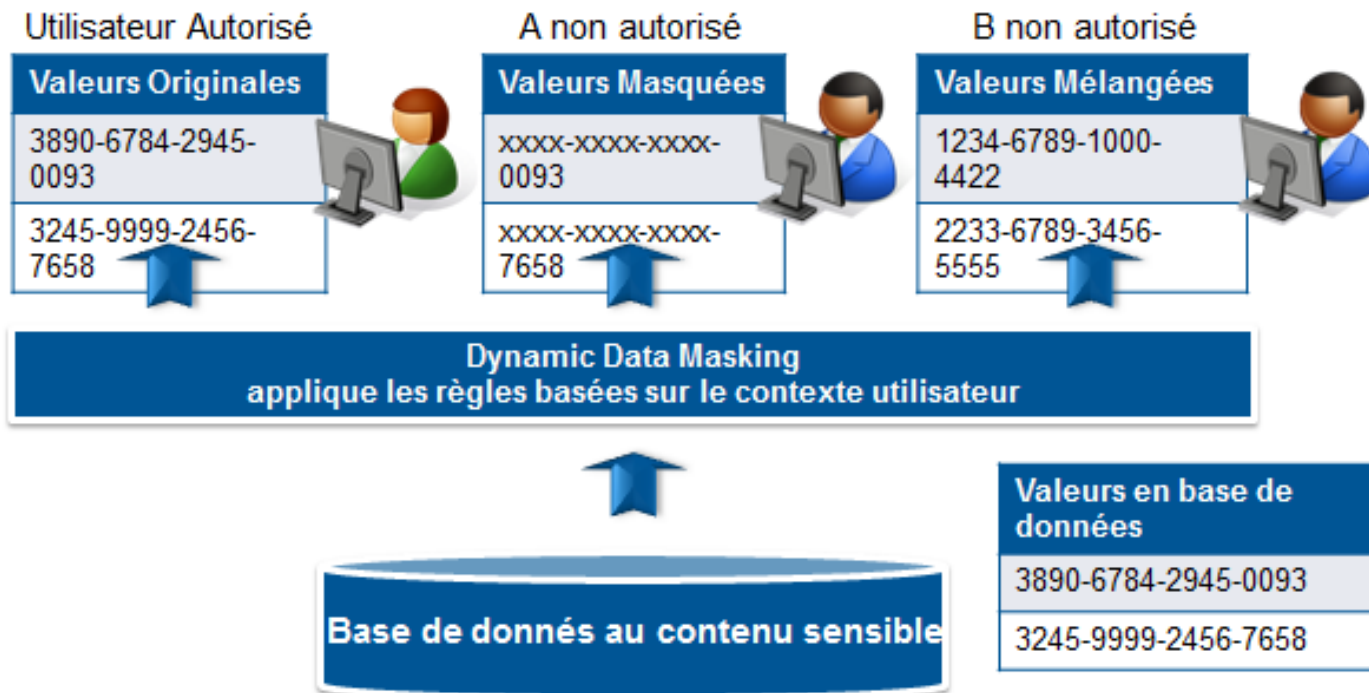 Utilisateur Autorisé
Valeurs Originales
3890-6784-2945-
0093
3245-9999-2456-
7658
A non autorisé
Valeurs Masquées
xxxx-xxxx-xxxx-
0093
xxxx-xxxx-xxxx-
7658
B non autorisé
Valeurs Mélangées
1234-6789-1000-
4422
2233-6789-3456-
5555
Dynamic Data Masking
applique les règles basées sur le contexte utilisateur
Base de donnés au contenu sensible
Valeurs en base de
données
3890-6784-2945-0093
3245-9999-2456-7658